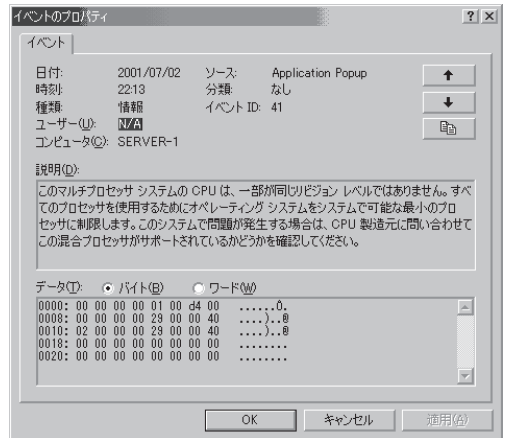 イベントのプロパティ
イベント
日付: 2001/07/02 ソース: Application Popup
時刻: 22:13 分類: なし
種類: 情報 イベント ID: 41
ユーザー(U): N/A
コンピュータ(C): SERVER-1
説明(D):
このマルチプロセッサ システムの CPU は、一部が同じリビジョン レベルではありません。すべ
てのプロセッサを使用するためにオペレーティング システムをシステムで可能な最小のプロ
セッサに制限します。このシステムで問題が発生する場合は、CPU 製造元に問い合わせて
この混合プロセッサがサポートされているかどうかを確認してください。
データ(T): バイト(B) ワード(W)
0000: 00 00 00 00 01 00 d4 00 ......Ô.
0008: 00 00 00 00 29 00 00 40 ....)..@
0010: 02 00 00 00 29 00 00 40 ....)..@
0018: 00 00 00 00 00 00 00 00 ........
0020: 00 00 00 00 00 00 00 00 ........
OK キャンセル 適用(A)